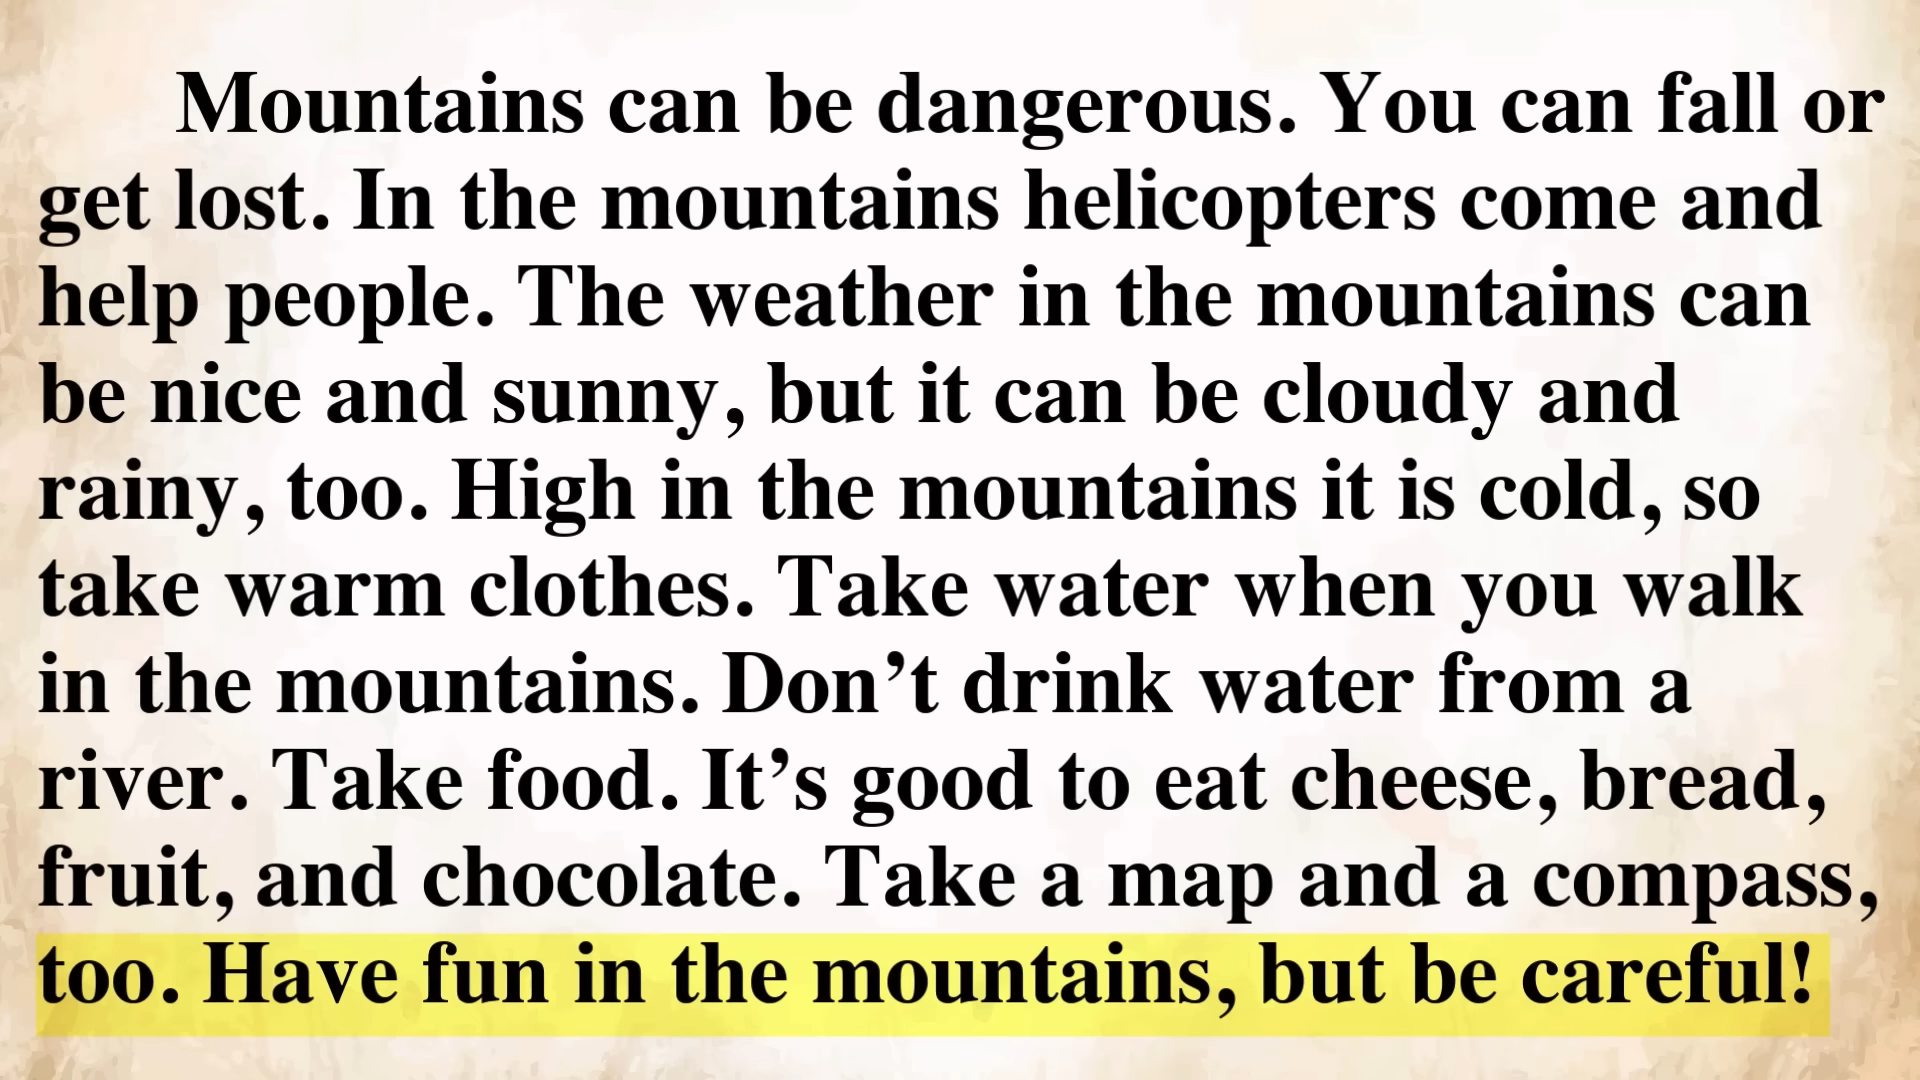 Mountains can be dangerous. You can fall or
get lost. In the mountains helicopters come and
help people. The weather in the mountains can
be nice and sunny, but it can be cloudy and
rainy, too. High in the mountains it is cold, so
take warm clothes. Take water when you walk
in the mountains. Don’t drink water from a
river. Take food. It’s good to eat cheese, bread,
fruit, and chocolate. Take a map and a compass,
too. Have fun in the mountains, but be careful!